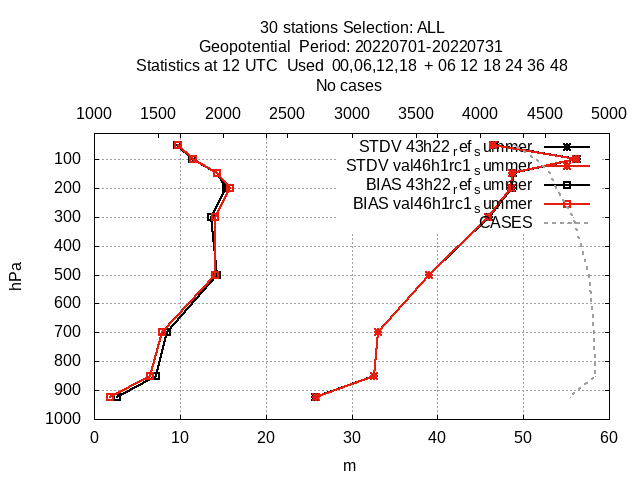 30 stations Selection: ALL
Geopotential  Period: 20220701-20220731
Statistics at 12 UTC  Used  00,06,12,18  + 06 12 18 24 36 48
No cases
1000 1500 2000 2500 3000 3500 4000 4500 5000
STDV 43h22_ref_summer
STDV val46h1rc1_summer
BIAS 43h22_ref_summer
BIAS val46h1rc1_summer
CASES
100
200
300
400
500
600
700
800
900
1000
hPa
0 10 20 30 40 50 60
m